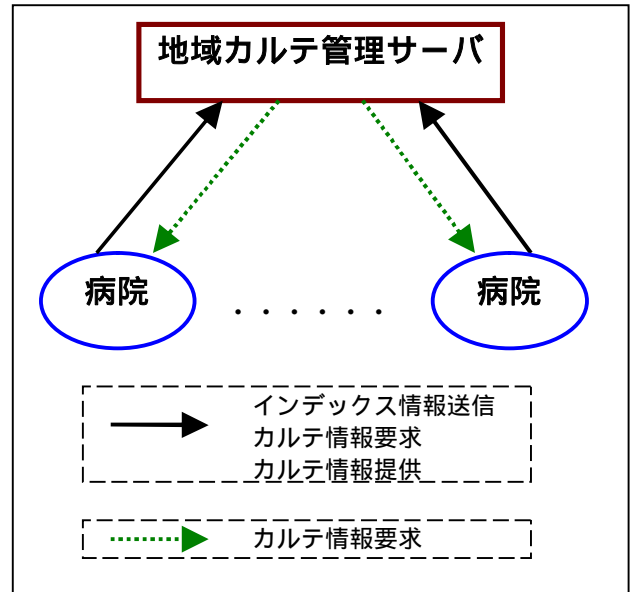 地域カルテ管理サーバ
病院
......
病院
インデックス情報送信
カルテ情報要求
カルテ情報提供
カルテ情報要求